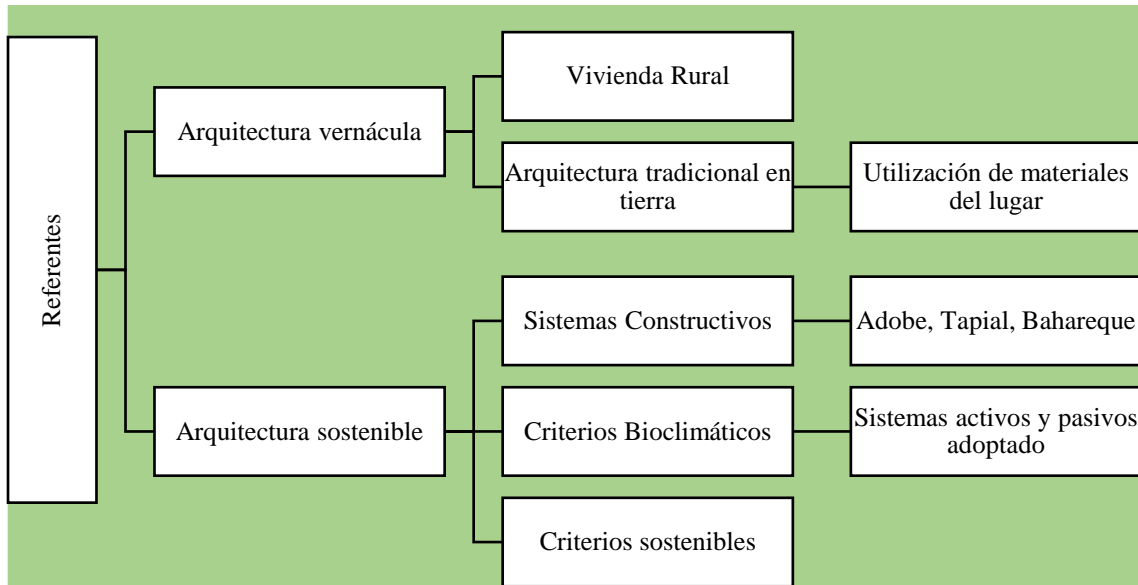 Referentes
Arquitectura vernácula
Vivienda Rural
Arquitectura tradicional en
tierra
Utilización de materiales
del lugar
Arquitectura sostenible
Sistemas Constructivos
Adobe, Tapial, Bahareque
Criterios Bioclimáticos
Sistemas activos y pasivos
adoptado
Criterios sostenibles